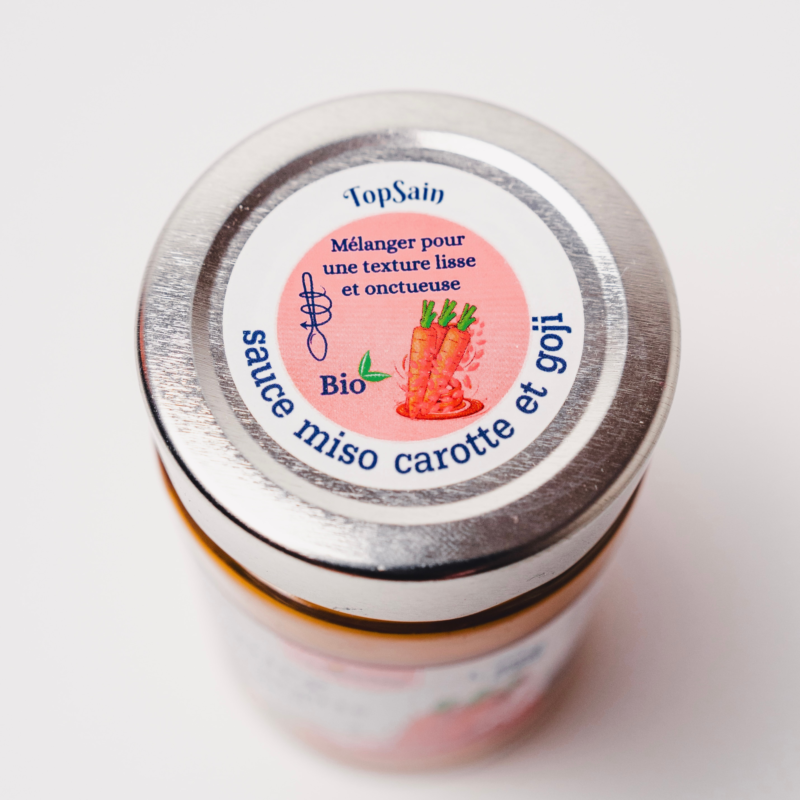 TopSain
Mélanger pour
une texture lisse
et onctueuse
Bio
sauce miso carotte et goji